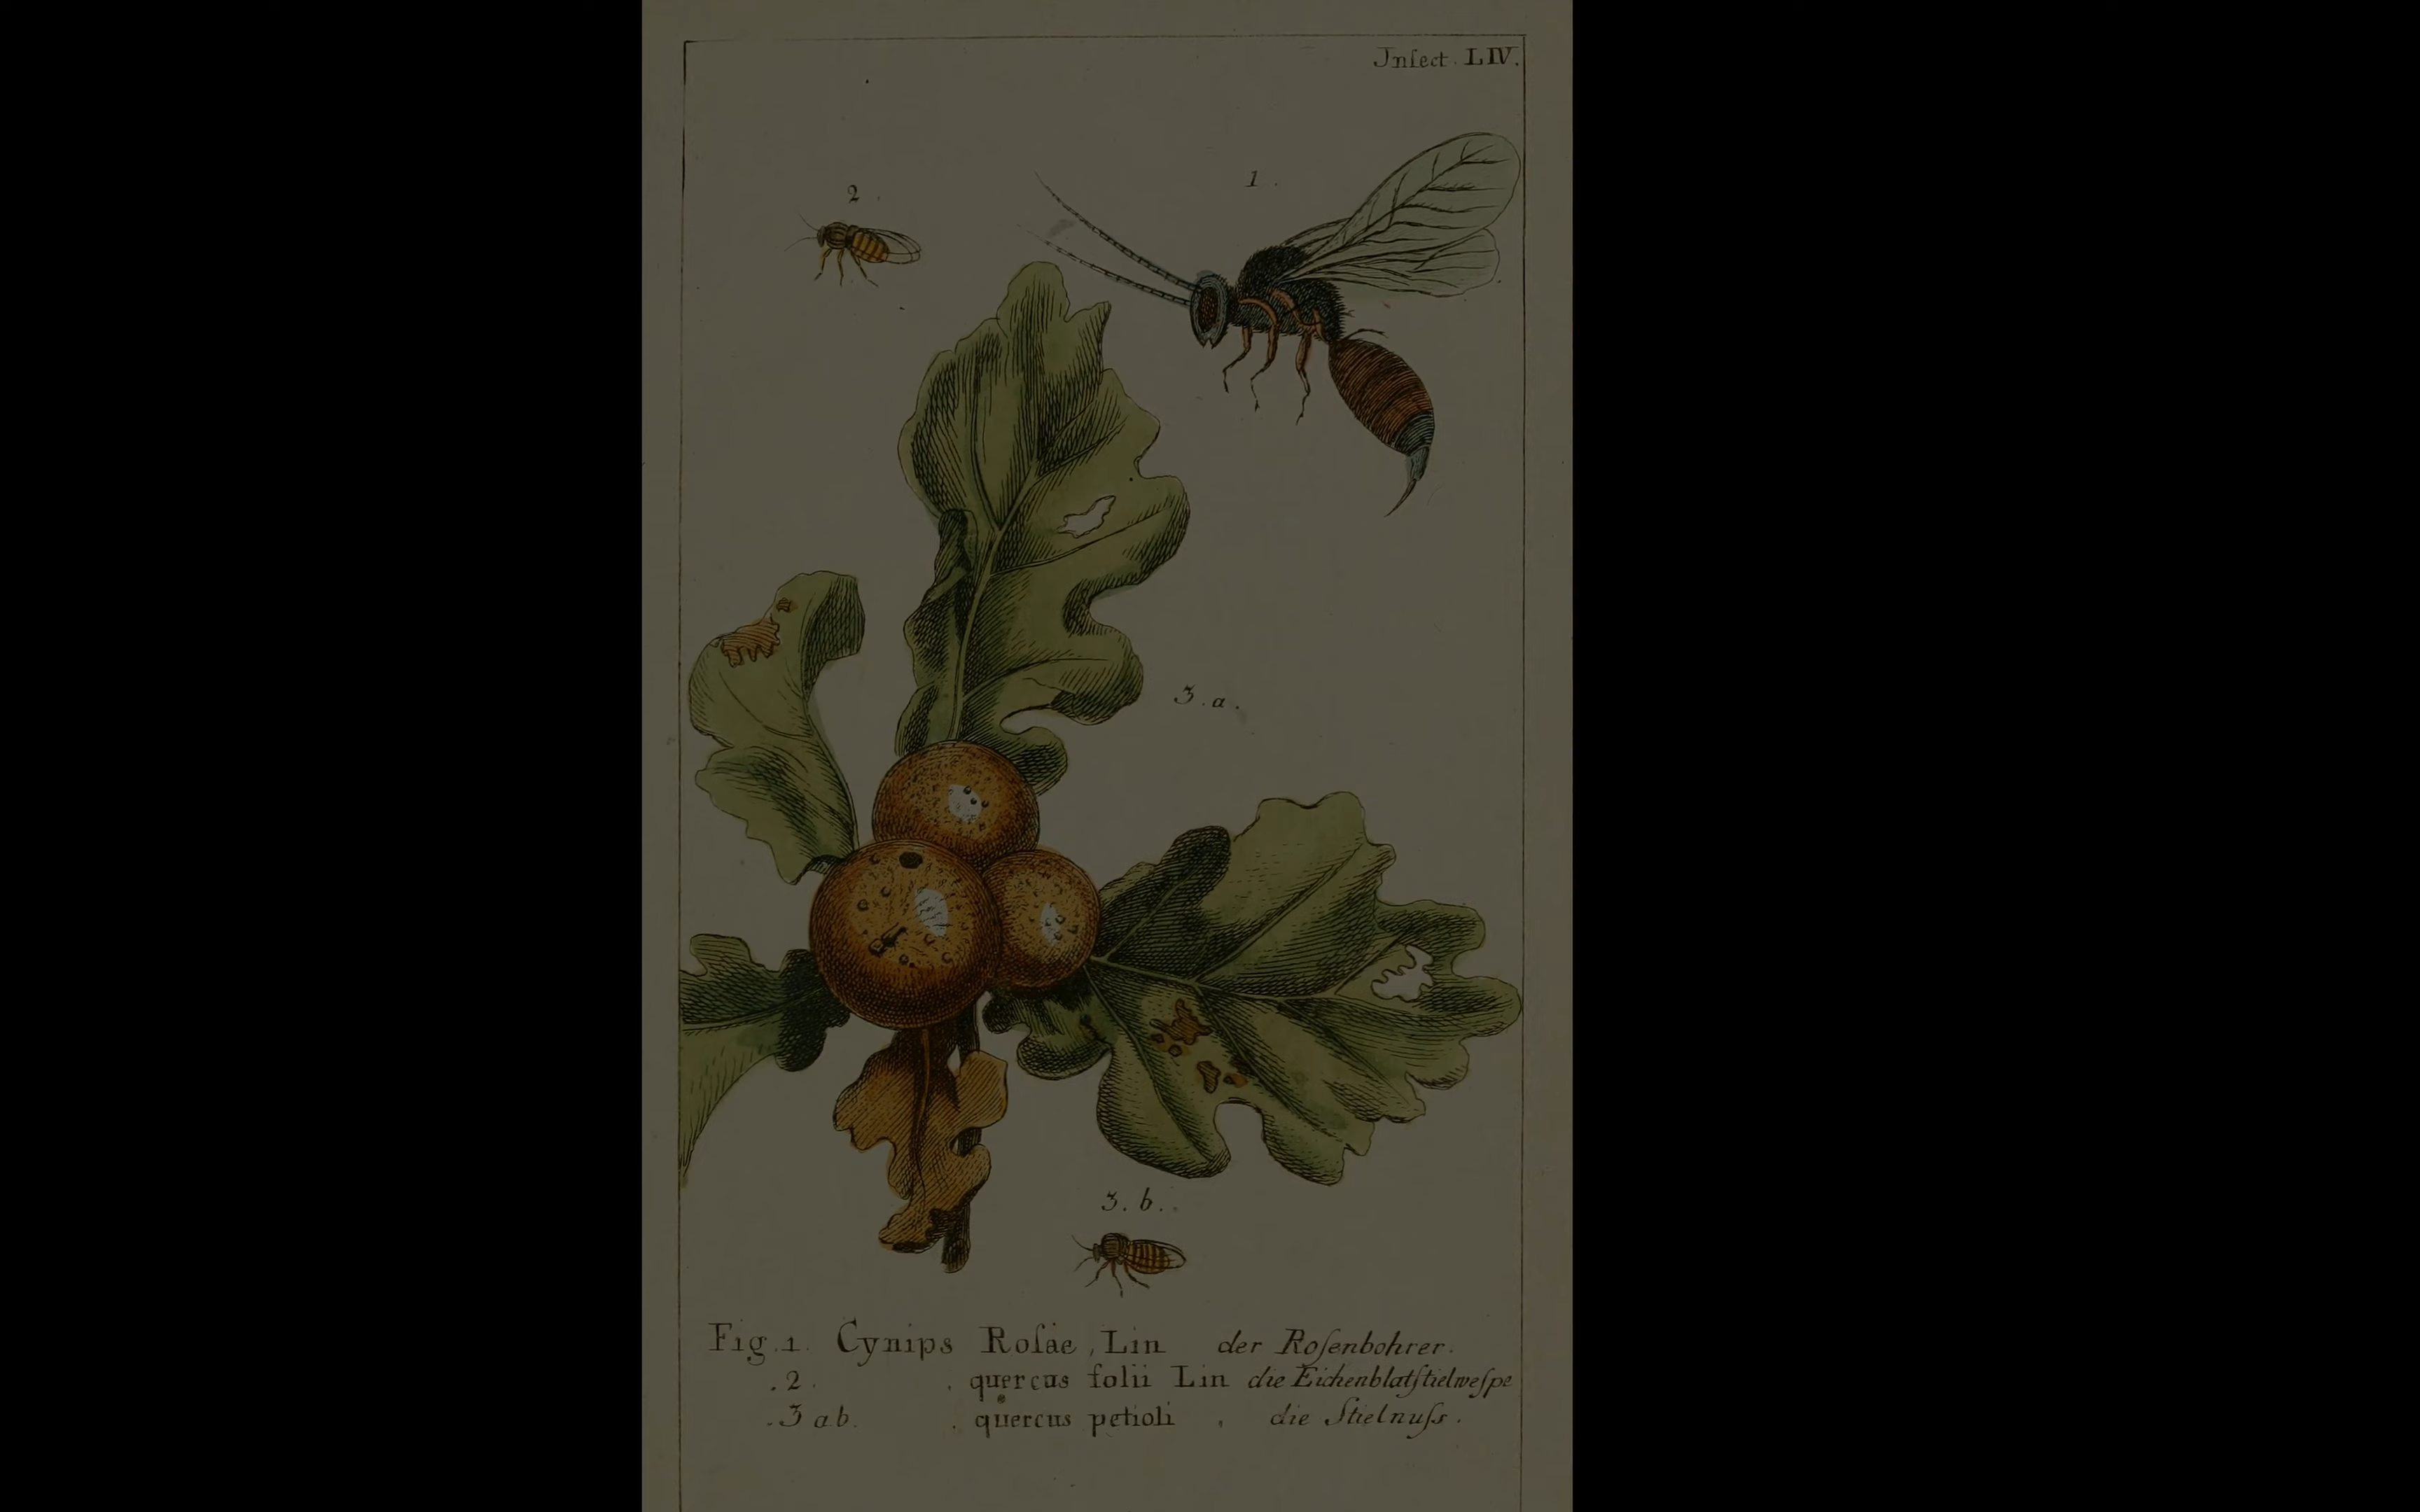 Jnſect. LIV.
2.
1.
3.a.
3.b.
Fig.1. Cynips Roſae, Lin der Roſenbohrer.
.2. . quercus folii Lin die Eichenblatſtielweſpe
.3 ab. . quercus petioli , die Stielnuſs.